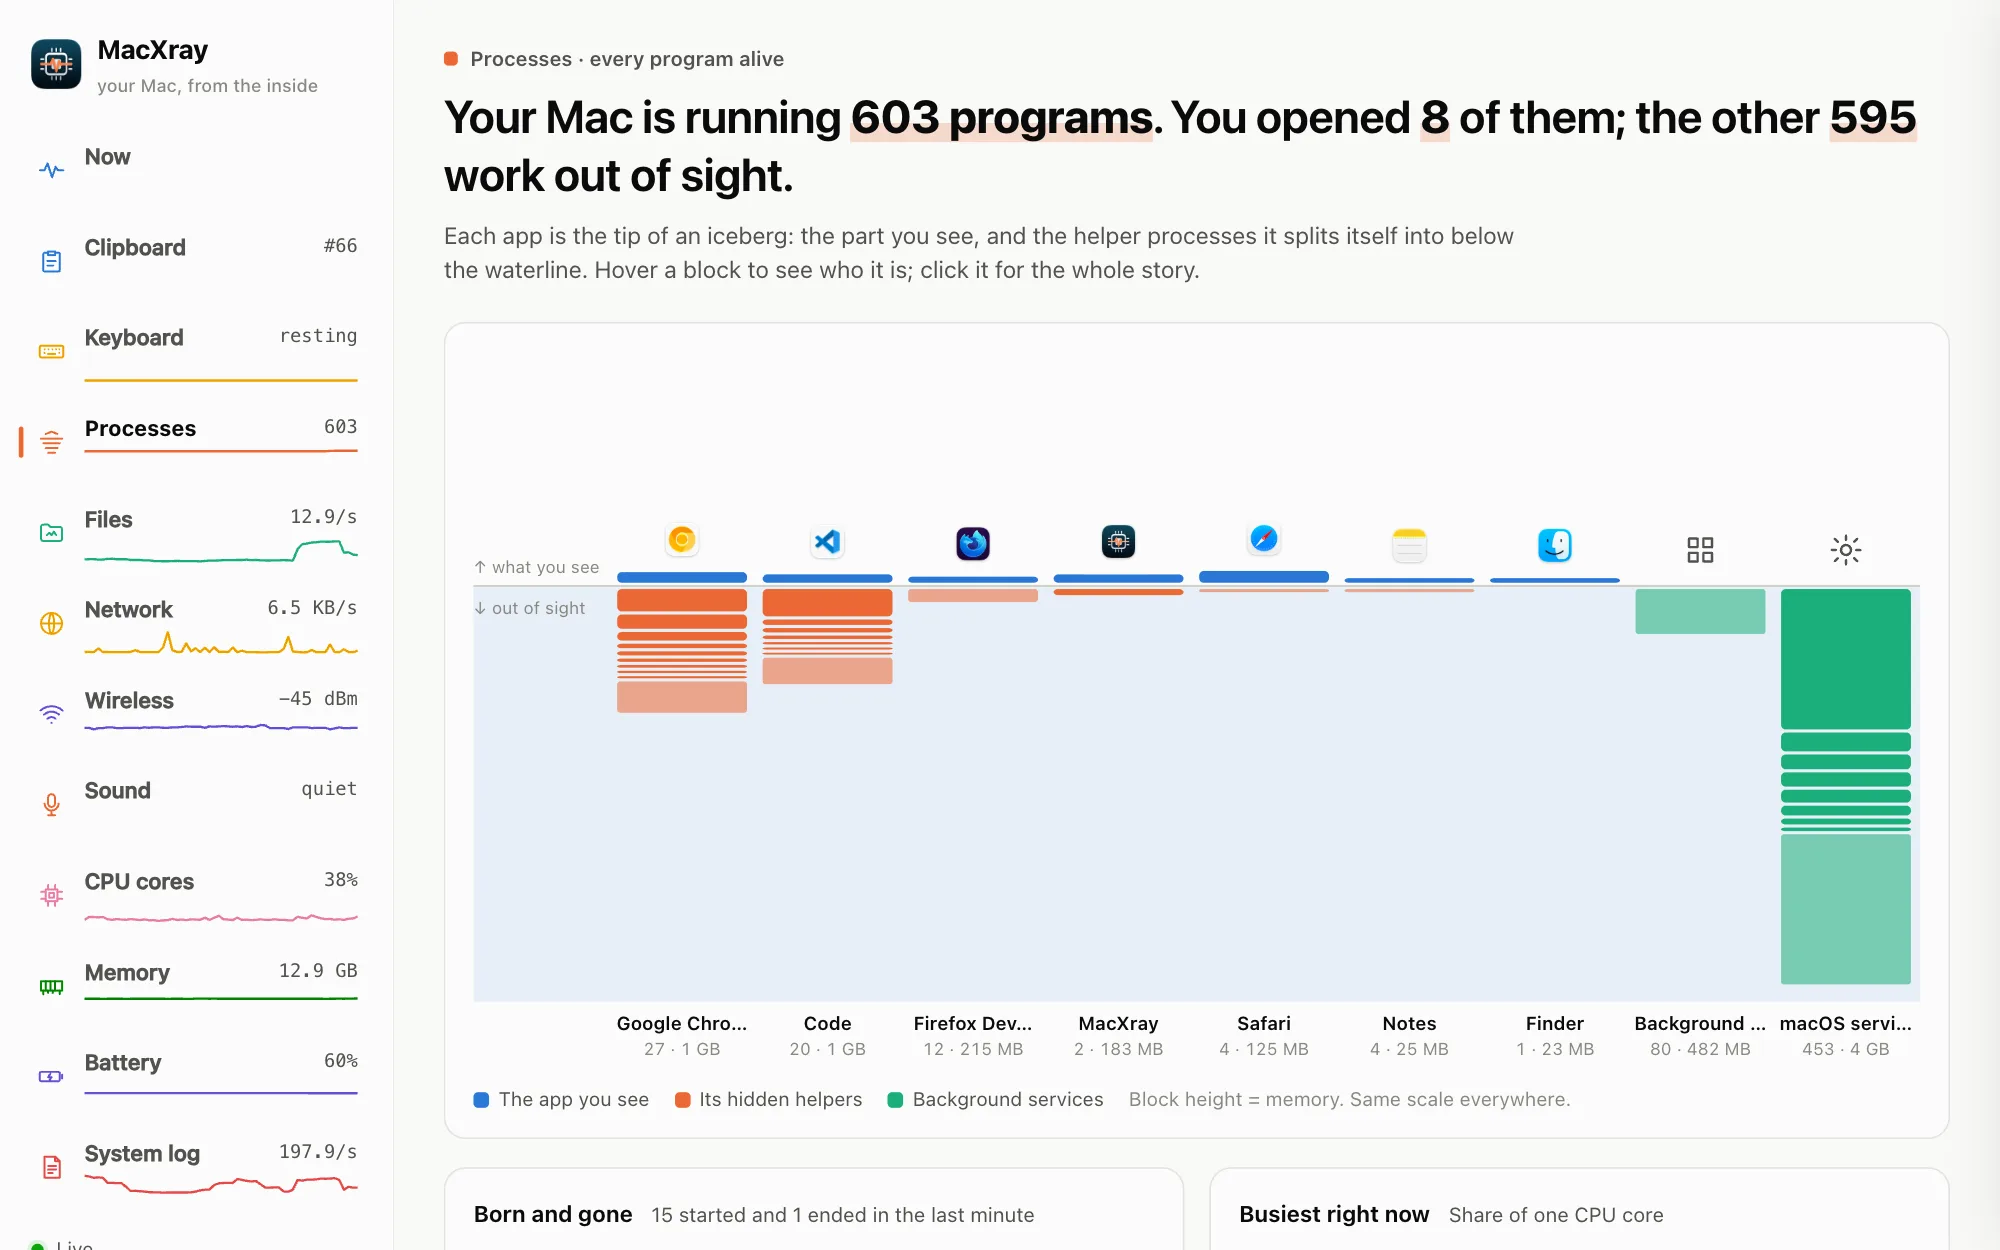 MacXray
your Mac, from the inside
Now
Clipboard #66
Keyboard resting
Processes 603
Files 12.9/s
Network 6.5 KB/s
Wireless −45 dBm
Sound quiet
CPU cores 38%
Memory 12.9 GB
Battery 60%
System log 197.9/s
Live
Processes · every program alive
Your Mac is running 603 programs. You opened 8 of them; the other 595
work out of sight.
Each app is the tip of an iceberg: the part you see, and the helper processes it splits itself into below
the waterline. Hover a block to see who it is; click it for the whole story.
↑ what you see
↓ out of sight
Google Chro... Code Firefox Dev... MacXray Safari Notes Finder Background ... macOS servi...
27 · 1 GB 20 · 1 GB 12 · 215 MB 2 · 183 MB 4 · 125 MB 4 · 25 MB 1 · 23 MB 80 · 482 MB 453 · 4 GB
The app you see Its hidden helpers Background services Block height = memory. Same scale everywhere.
Born and gone 15 started and 1 ended in the last minute
Busiest right now Share of one CPU core